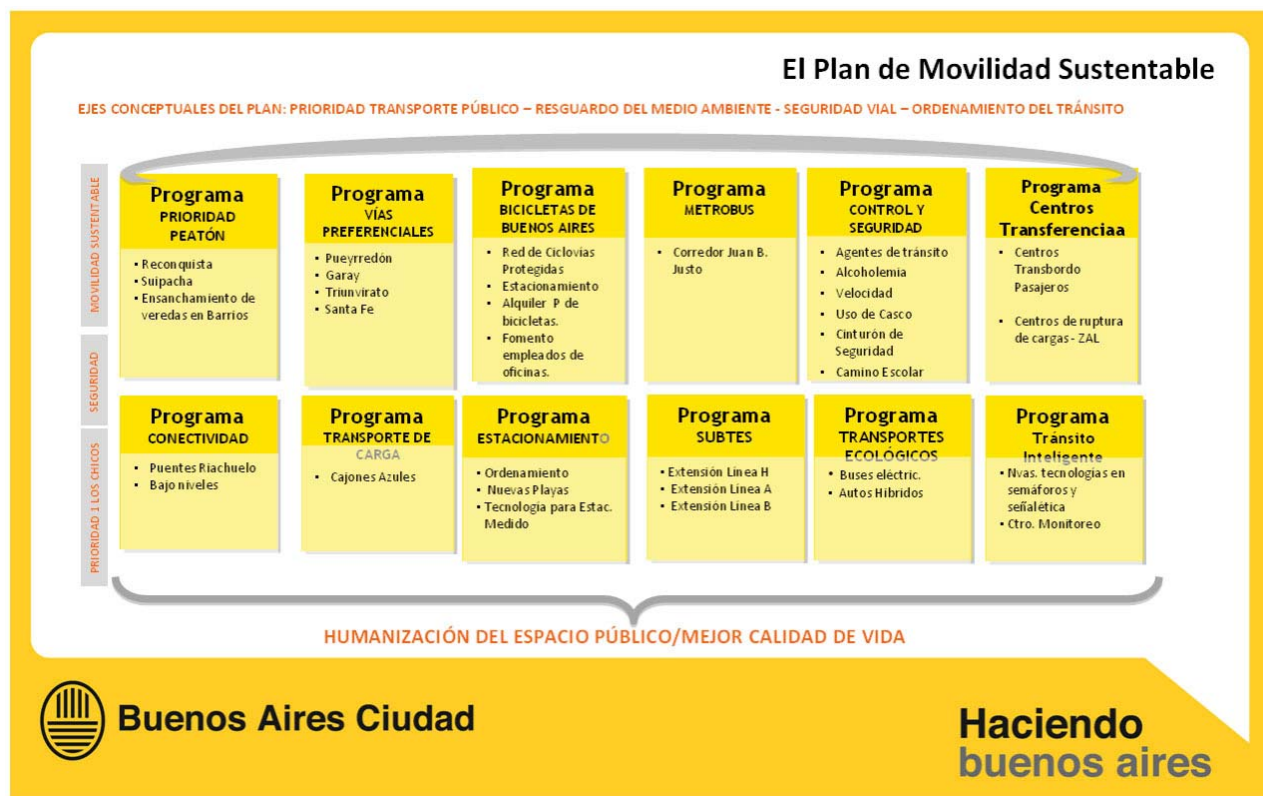 El Plan de Movilidad Sustentable
EJES CONCEPTUALES DEL PLAN: PRIORIDAD TRANSPORTE PÚBLICO – RESGUARDO DEL MEDIO AMBIENTE - SEGURIDAD VIAL – ORDENAMIENTO DEL TRÁNSITO
MOVILIDAD SUSTENTABLE
SEGURIDAD
PRIORIDAD 1 LOS CHICOS
Programa
PRIORIDAD
PEATÓN
▪ Reconquista
▪ Suipacha
▪ Ensanchamiento de
veredas en Barrios
Programa
VÍAS
PREFERENCIALES
▪ Pueyrredón
▪ Garay
▪ Triunvirato
▪ Santa Fe
Programa
BICICLETAS DE
BUENOS AIRES
• Red de Ciclovías
Protegidas
• Estacionamiento
• Alquiler P de
bicicletas.
• Fomento
empleados de
oficinas.
Programa
METROBUS
• Corredor Juan B.
Justo
Programa
CONTROL Y
SEGURIDAD
• Agentes de tránsito
• Alcoholemia
• Velocidad
• Uso de Casco
• Cinturón de
Seguridad
• Camino Escolar
Programa
Centros
Transferenciaa
• Centros
Transbordo
Pasajeros
• Centros de ruptura
de cargas- ZAL
Programa
CONECTIVIDAD
• Puentes Riachuelo
• Bajo niveles
Programa
TRANSPORTE DE
CARGA
• Cajones Azules
Programa
ESTACIONAMIENTO
▪ Ordenamiento
▪ Nuevas Playas
▪ Tecnología para Estac.
Medido
Programa
SUBTES
▪ Extensión Línea H
▪ Extensión Línea A
▪ Extensión Línea B
Programa
TRANSPORTES
ECOLÓGICOS
▪ Buses eléctric.
▪ Autos Híbridos
Programa
Tránsito
Inteligente
• Nvas. tecnologías en
semáforos y
señalética
• Ctro. Monitoreo
HUMANIZACIÓN DEL ESPACIO PÚBLICO/MEJOR CALIDAD DE VIDA
Buenos Aires Ciudad
Haciendo
buenos aires